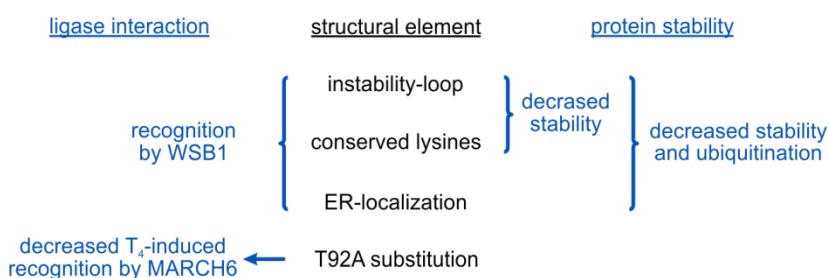 ligase interaction
structural element
protein stability
instability-loop
conserved lysines
ER-localization
T92A substitution
recognition
by WSB1
decrased
stability
decreased stability
and ubiquitination
decreased T₄-induced
recognition by MARCH6